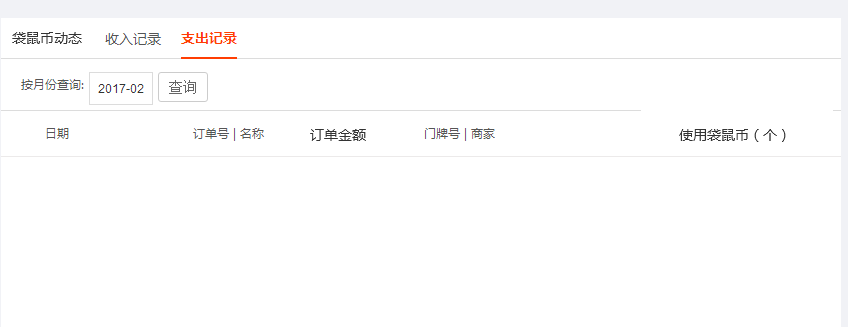 袋鼠币动态 收入记录 支出记录
按月份查询: 2017-02 查询
日期 订单号 | 名称 订单金额 门牌号 | 商家 使用袋鼠币（个）